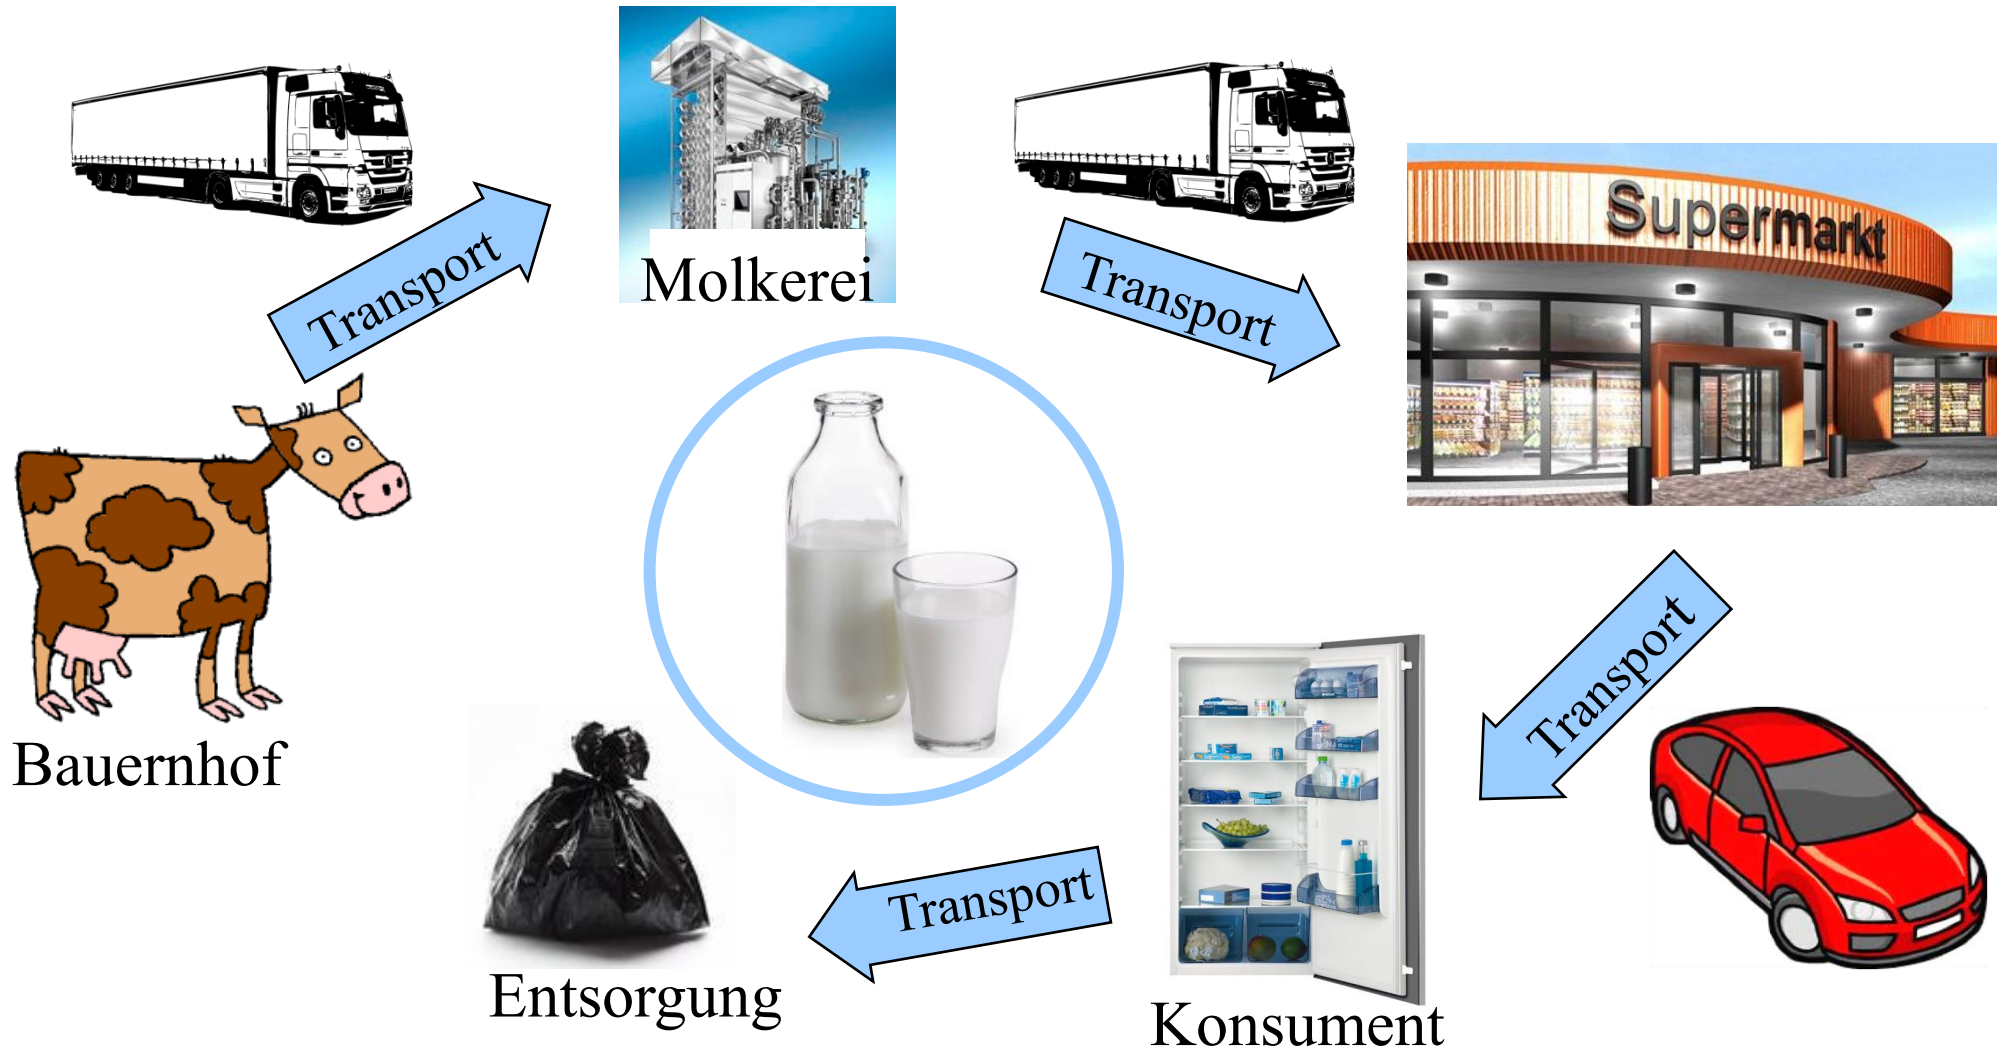 Transport
Molkerei
Transport
Supermarkt
Bauernhof
Transport
Transport
Entsorgung
Konsument